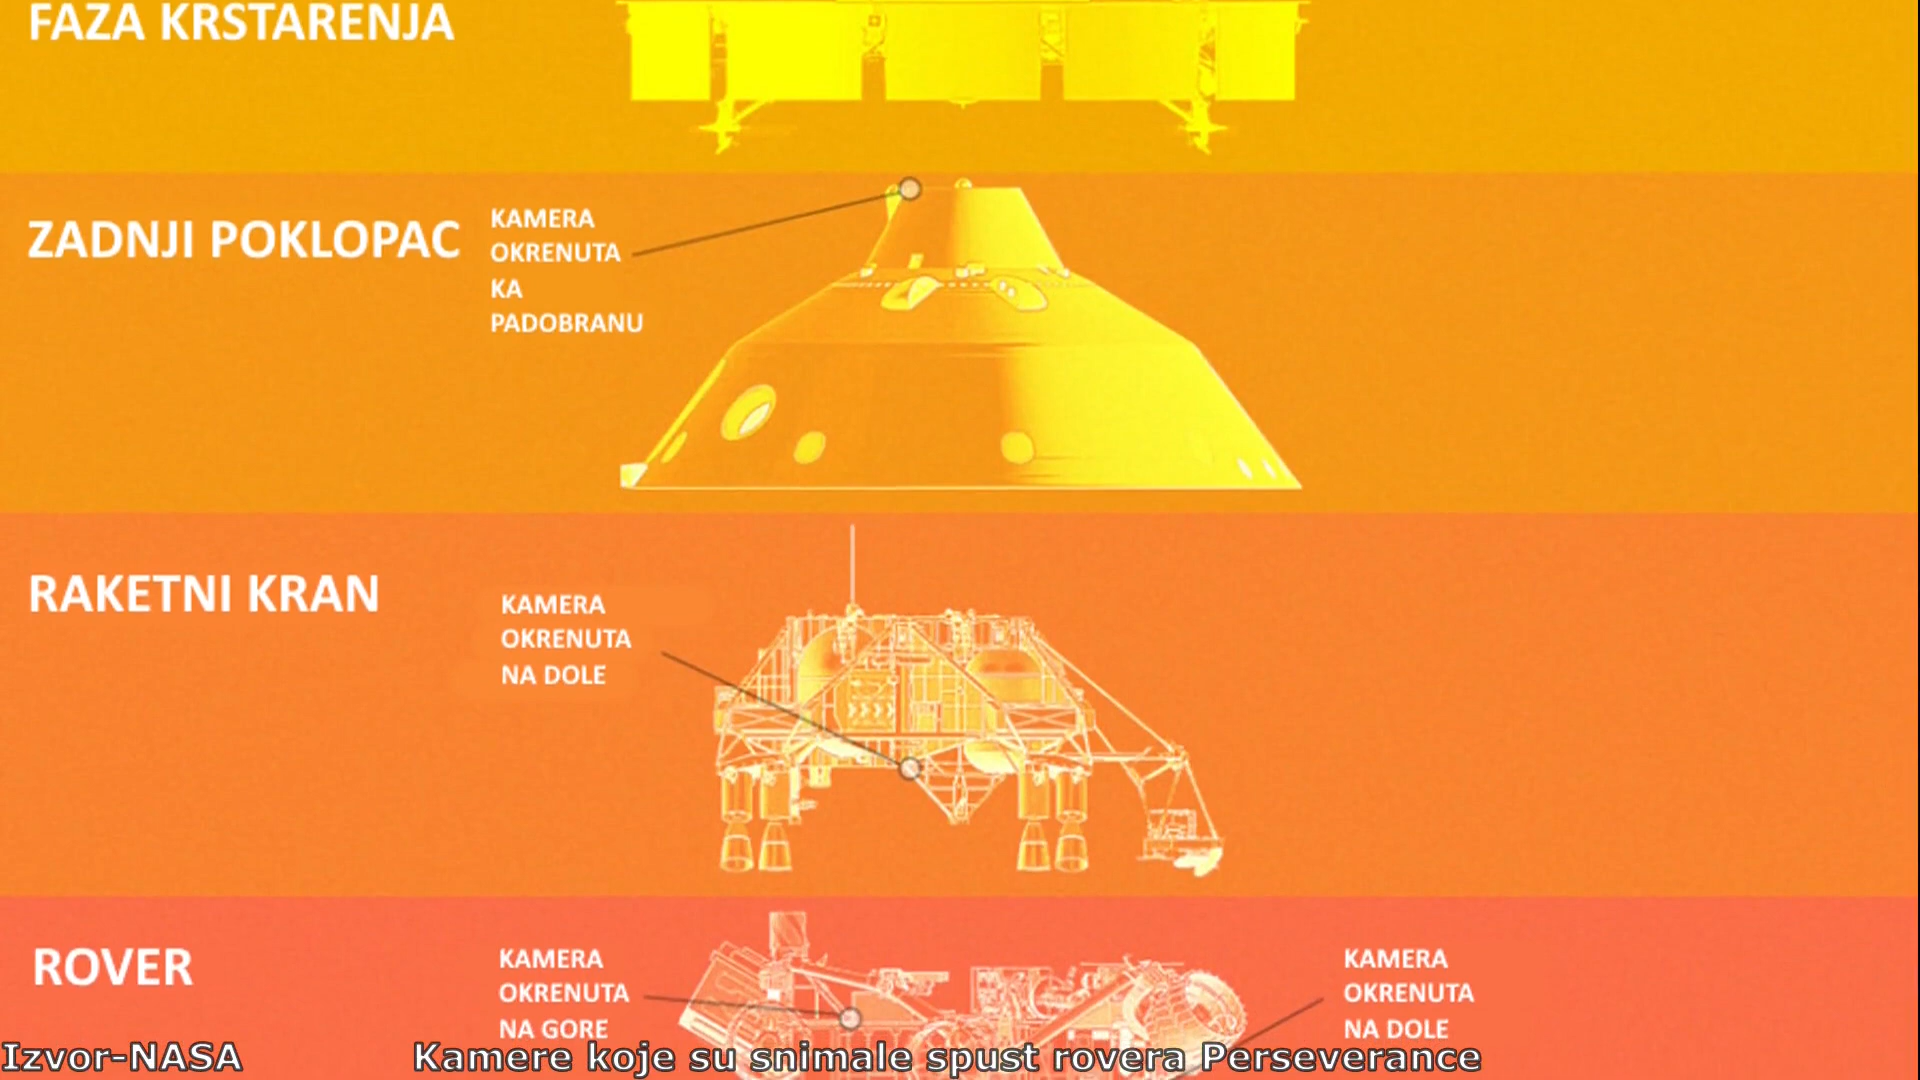 FAZA KRSTARENJA
ZADNJI POKLOPAC
KAMERA
OKRENUTA
KA
PADOBRANU
RAKETNI KRAN
KAMERA
OKRENUTA
NA DOLE
ROVER
KAMERA
OKRENUTA
NA GORE
KAMERA
OKRENUTA
NA DOLE
Izvor-NASA
Kamere koje su snimale spust rovera Perseverance